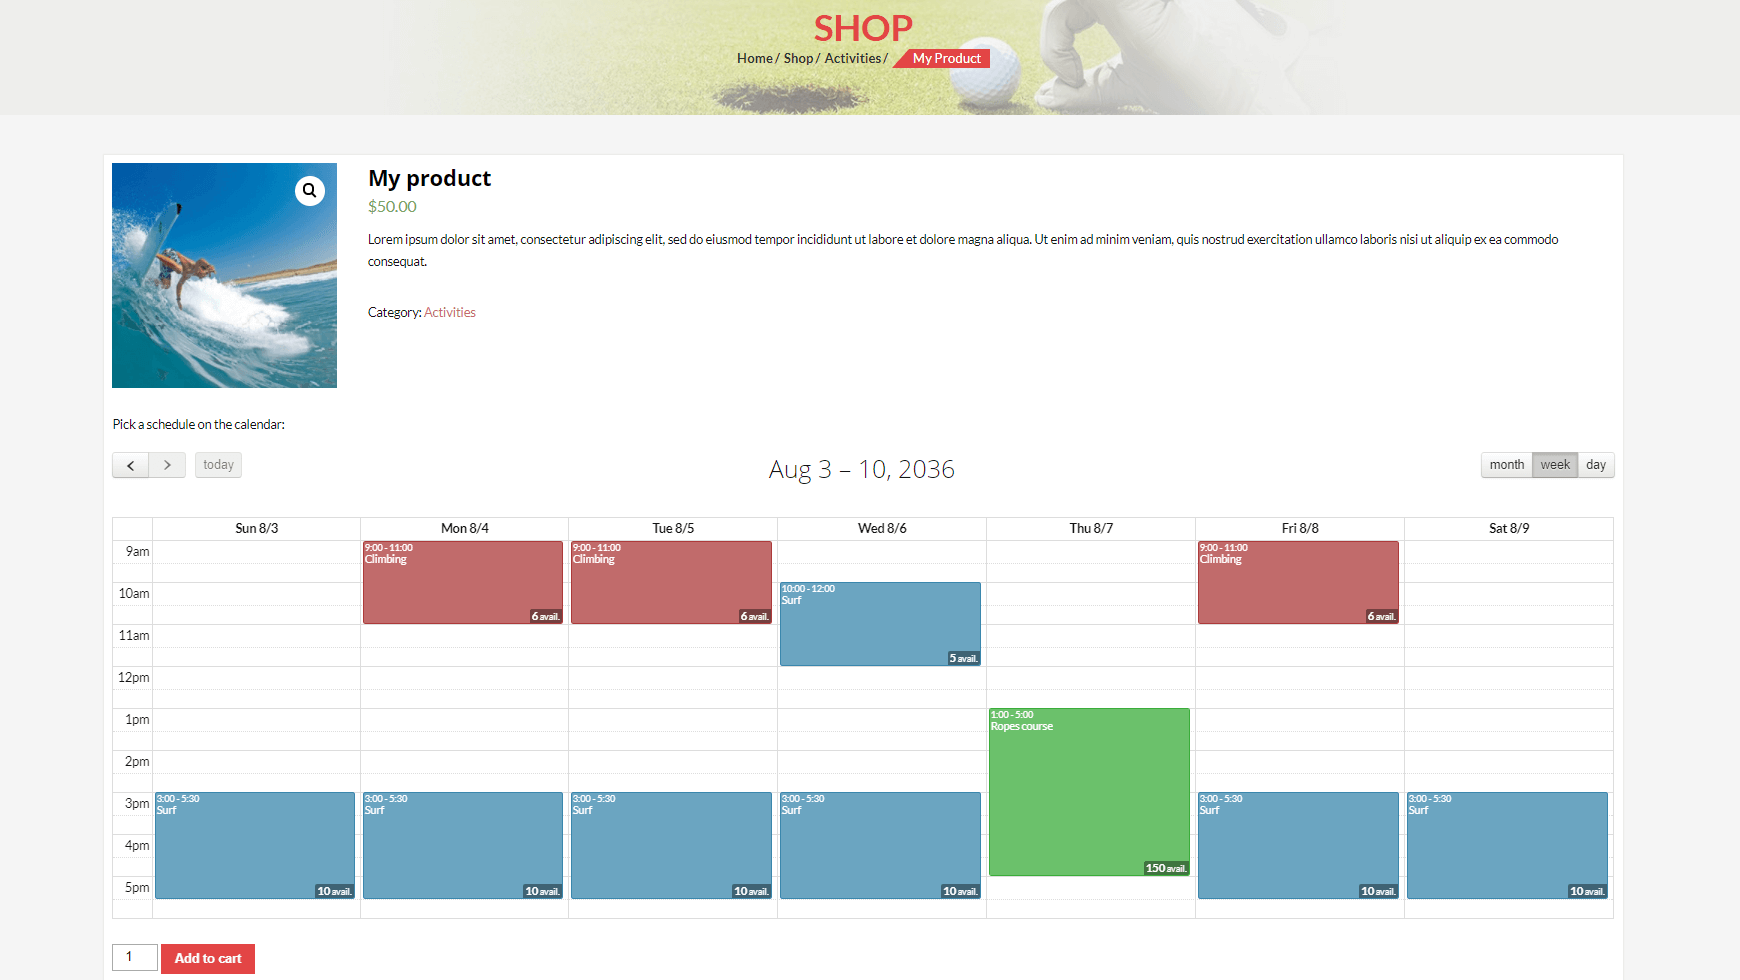 SHOP
Home / Shop / Activities / My Product
My product
$50.00
Lorem ipsum dolor sit amet, consectetur adipiscing elit, sed do eiusmod tempor incididunt ut labore et dolore magna aliqua. Ut enim ad minim veniam, quis nostrud exercitation ullamco laboris nisi ut aliquip ex ea commodo
consequat.
Category: Activities
Pick a schedule on the calendar:
today
Aug 3 – 10, 2036
month week day
Sun 8/3 Mon 8/4 Tue 8/5 Wed 8/6 Thu 8/7 Fri 8/8 Sat 8/9
9am
9:00 - 11:00 9:00 - 11:00 9:00 - 11:00
Climbing Climbing Climbing
10am
10:00 - 12:00
Surf
6 avail. 6 avail. 6 avail.
11am
5 avail.
12pm
1pm
1:00 - 5:00
Ropes course
2pm
3pm
3:00 - 5:30 3:00 - 5:30 3:00 - 5:30 3:00 - 5:30 3:00 - 5:30 3:00 - 5:30
Surf Surf Surf Surf Surf Surf
4pm
150 avail.
5pm
10 avail. 10 avail. 10 avail. 10 avail. 10 avail. 10 avail.
1 Add to cart